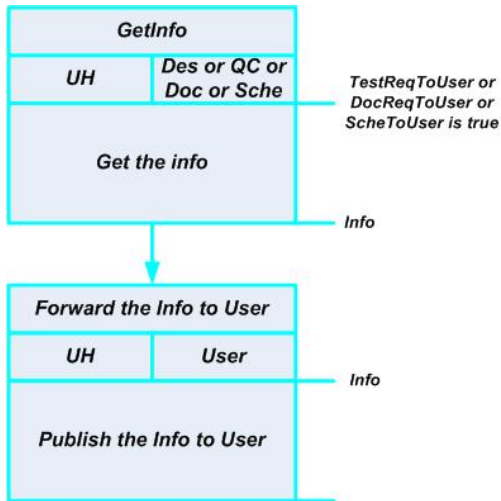 GetInfo
UH
Des or QC or
Doc or Sche
TestReqToUser or
DocReqToUser or
ScheToUser is true
Get the info
Info
Forward the Info to User
UH
User
Info
Publish the Info to User